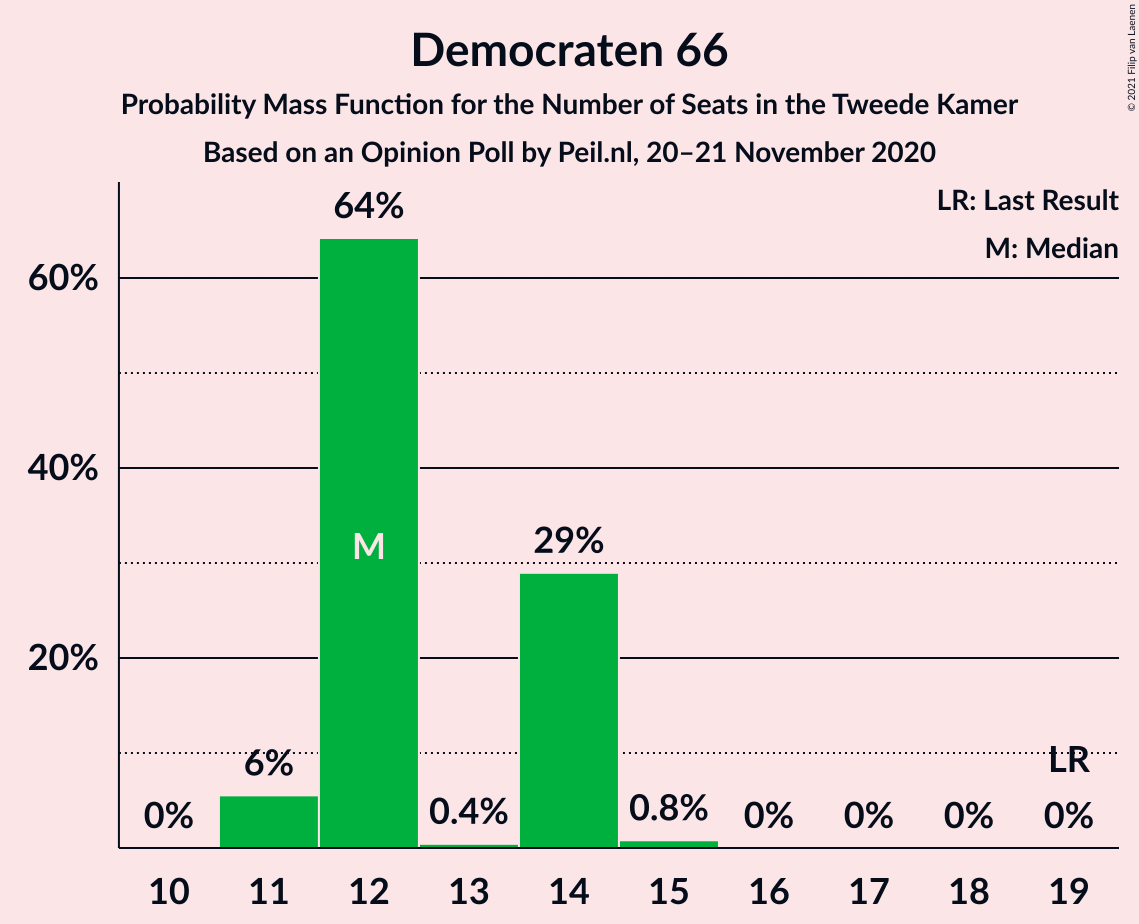 Democraten 66
Probability Mass Function for the Number of Seats in the Tweede Kamer
Based on an Opinion Poll by Peil.nl, 20–21 November 2020
© 2021 Filip van Laenen
LR: Last Result
M: Median
60%
40%
20%
0%
6%
64%
M
0.4%
29%
0.8%
0%
0%
0%
LR
0%
10 11 12 13 14 15 16 17 18 19